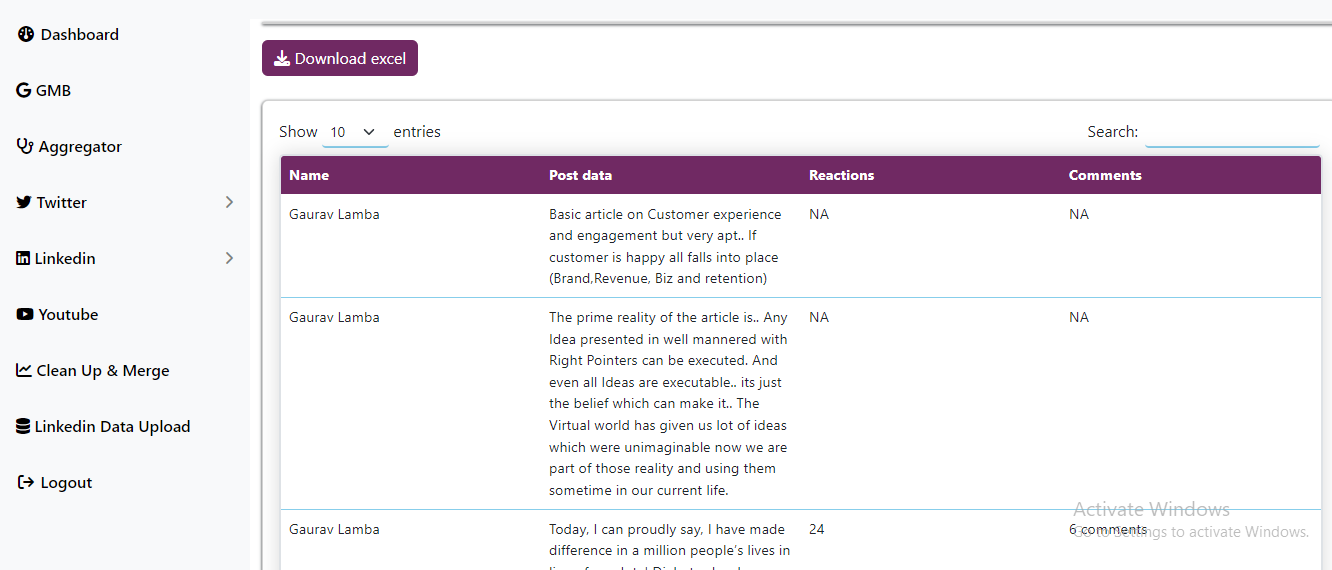 Dashboard
GMB
Aggregator
Twitter
Linkedin
Youtube
Clean Up & Merge
Linkedin Data Upload
Logout
Download excel
Show 10 entries
Search:
Name Post data Reactions Comments
Gaurav Lamba Basic article on Customer experience NA NA
and engagement but very apt.. If
customer is happy all falls into place
(Brand,Revenue, Biz and retention)
Gaurav Lamba The prime reality of the article is.. Any NA NA
Idea presented in well mannered with
Right Pointers can be executed. And
even all Ideas are executable.. its just
the belief which can make it.. The
Virtual world has given us lot of ideas
which were unimaginable now we are
part of those reality and using them
sometime in our current life.
Gaurav Lamba Today, I can proudly say, I have made 24 6 comments
difference in a million people's lives in
Activate Windows
Go to Settings to activate Windows.